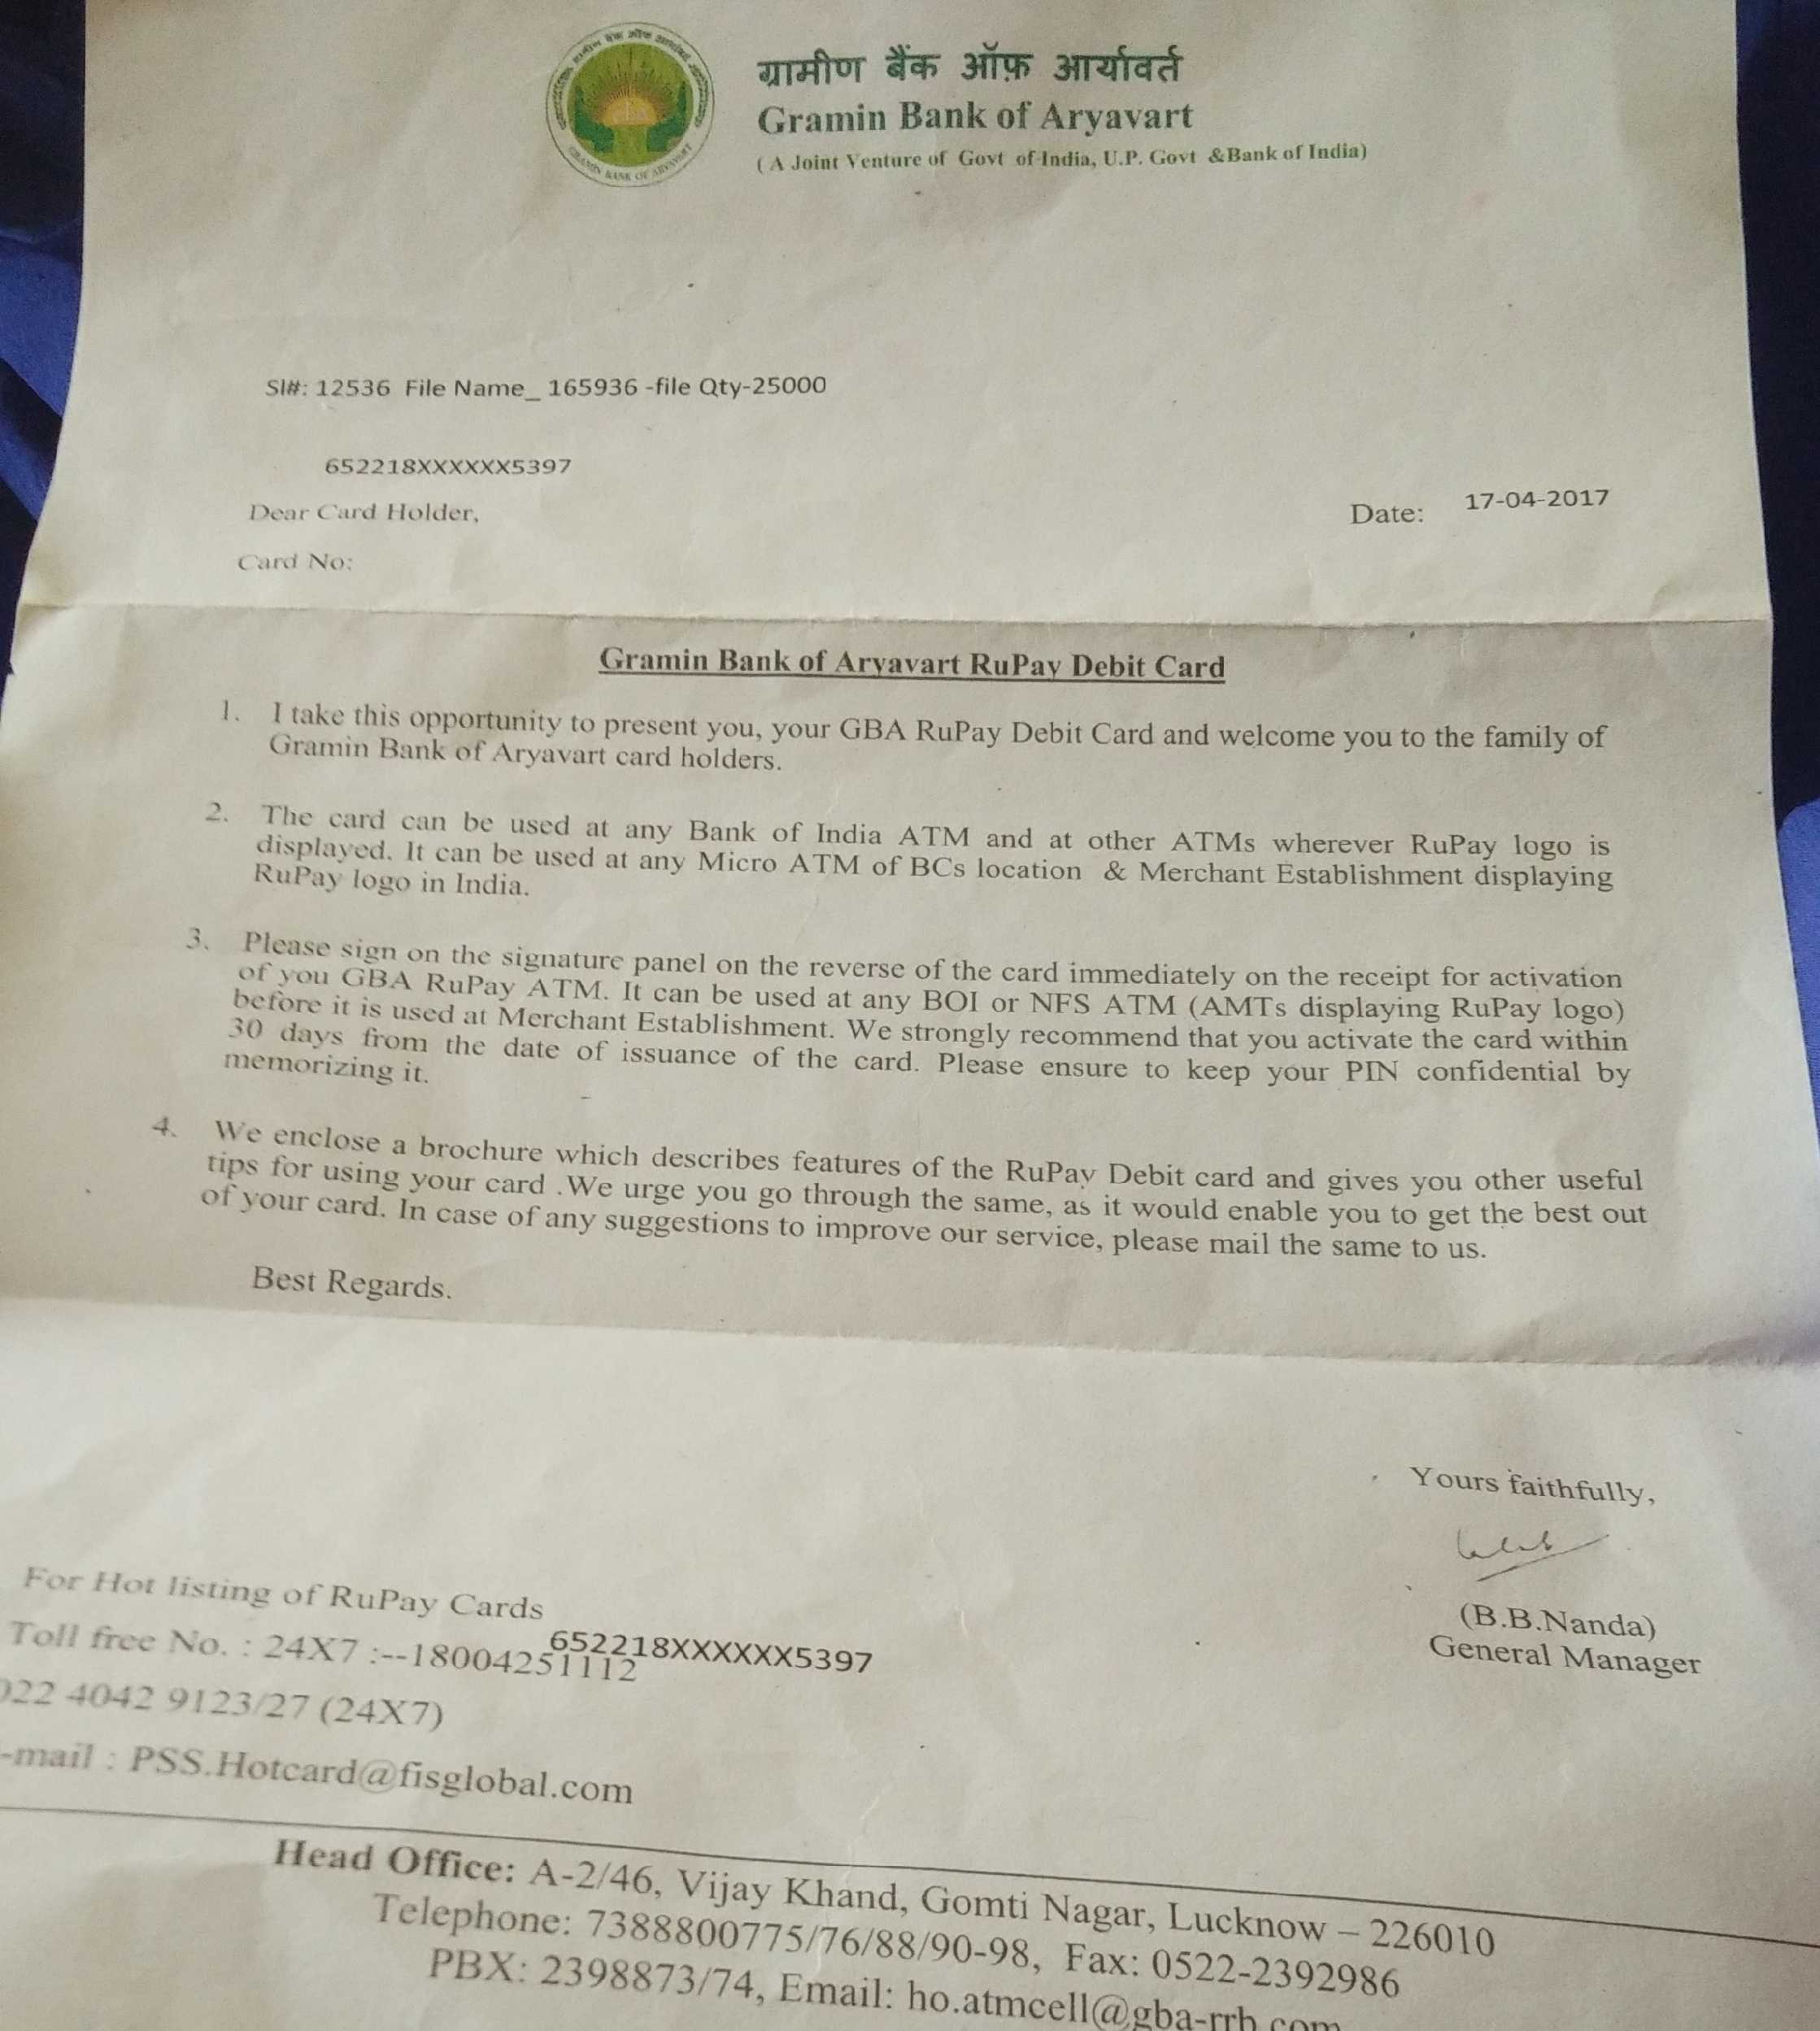 ग्रामीण बैंक ऑफ़ आर्यावर्त
Gramin Bank of Aryavart
( A Joint Venture of Govt of India, U.P. Govt &Bank of India)
GRAMIN BANK OF ARYAVART
Sl#: 12536 File Name_ 165936 -file Qty-25000
652218XXXXXX5397
Dear Card Holder,
Date: 17-04-2017
Card No:
Gramin Bank of Aryavart RuPay Debit Card
1. I take this opportunity to present you, your GBA RuPay Debit Card and welcome you to the family of
Gramin Bank of Aryavart card holders.
2. The card can be used at any Bank of India ATM and at other ATMs wherever RuPay logo is
displayed. It can be used at any Micro ATM of BCs location & Merchant Establishment displaying
RuPay logo in India.
3. Please sign on the signature panel on the reverse of the card immediately on the receipt for activation
of you GBA RuPay ATM. It can be used at any BOI or NFS ATM (AMTs displaying RuPay logo)
before it is used at Merchant Establishment. We strongly recommend that you activate the card within
30 days from the date of issuance of the card. Please ensure to keep your PIN confidential by
memorizing it.
4. We enclose a brochure which describes features of the RuPay Debit card and gives you other useful
tips for using your card .We urge you go through the same, as it would enable you to get the best out
of your card. In case of any suggestions to improve our service, please mail the same to us.
Best Regards.
Yours faithfully,
(B.B.Nanda)
General Manager
For Hot listing of RuPay Cards
652218XXXXXX5397
Toll free No. : 24X7 :--18004251112
022 4042 9123/27 (24X7)
-mail : PSS.Hotcard@fisglobal.com
Head Office: A-2/46, Vijay Khand, Gomti Nagar, Lucknow – 226010
Telephone: 7388800775/76/88/90-98, Fax: 0522-2392986
PBX: 2398873/74, Email: ho.atmcell@gba-rrb.com